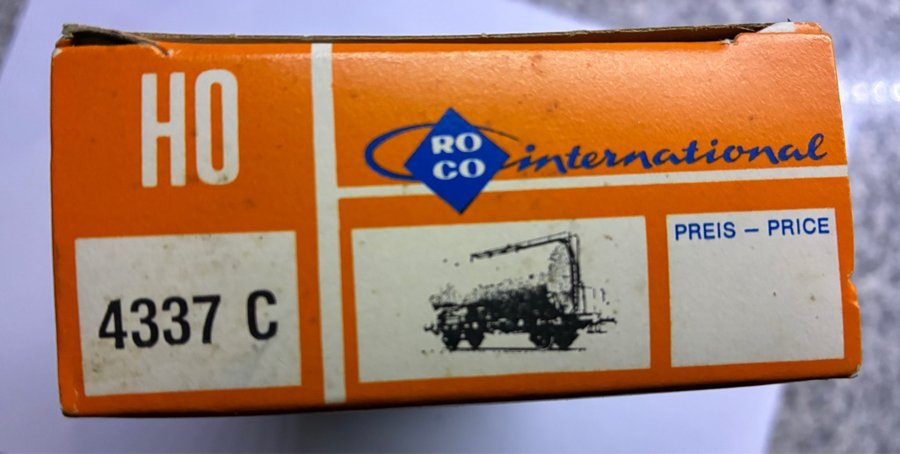 HO
RO
CO
international
4337 C
PREIS – PRICE